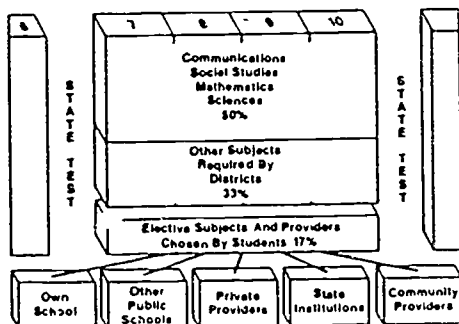 6 7 8 9 10
STATE TEST
Communications
Social Studies
Mathematics
Sciences
50%
STATE TEST
Other Subjects
Required By
Districts
33%
Elective Subjects And Providers
Chosen By Students 17%
Own
School
Other
Public
Schools
Private
Providers
State
Institutions
Community
Providers